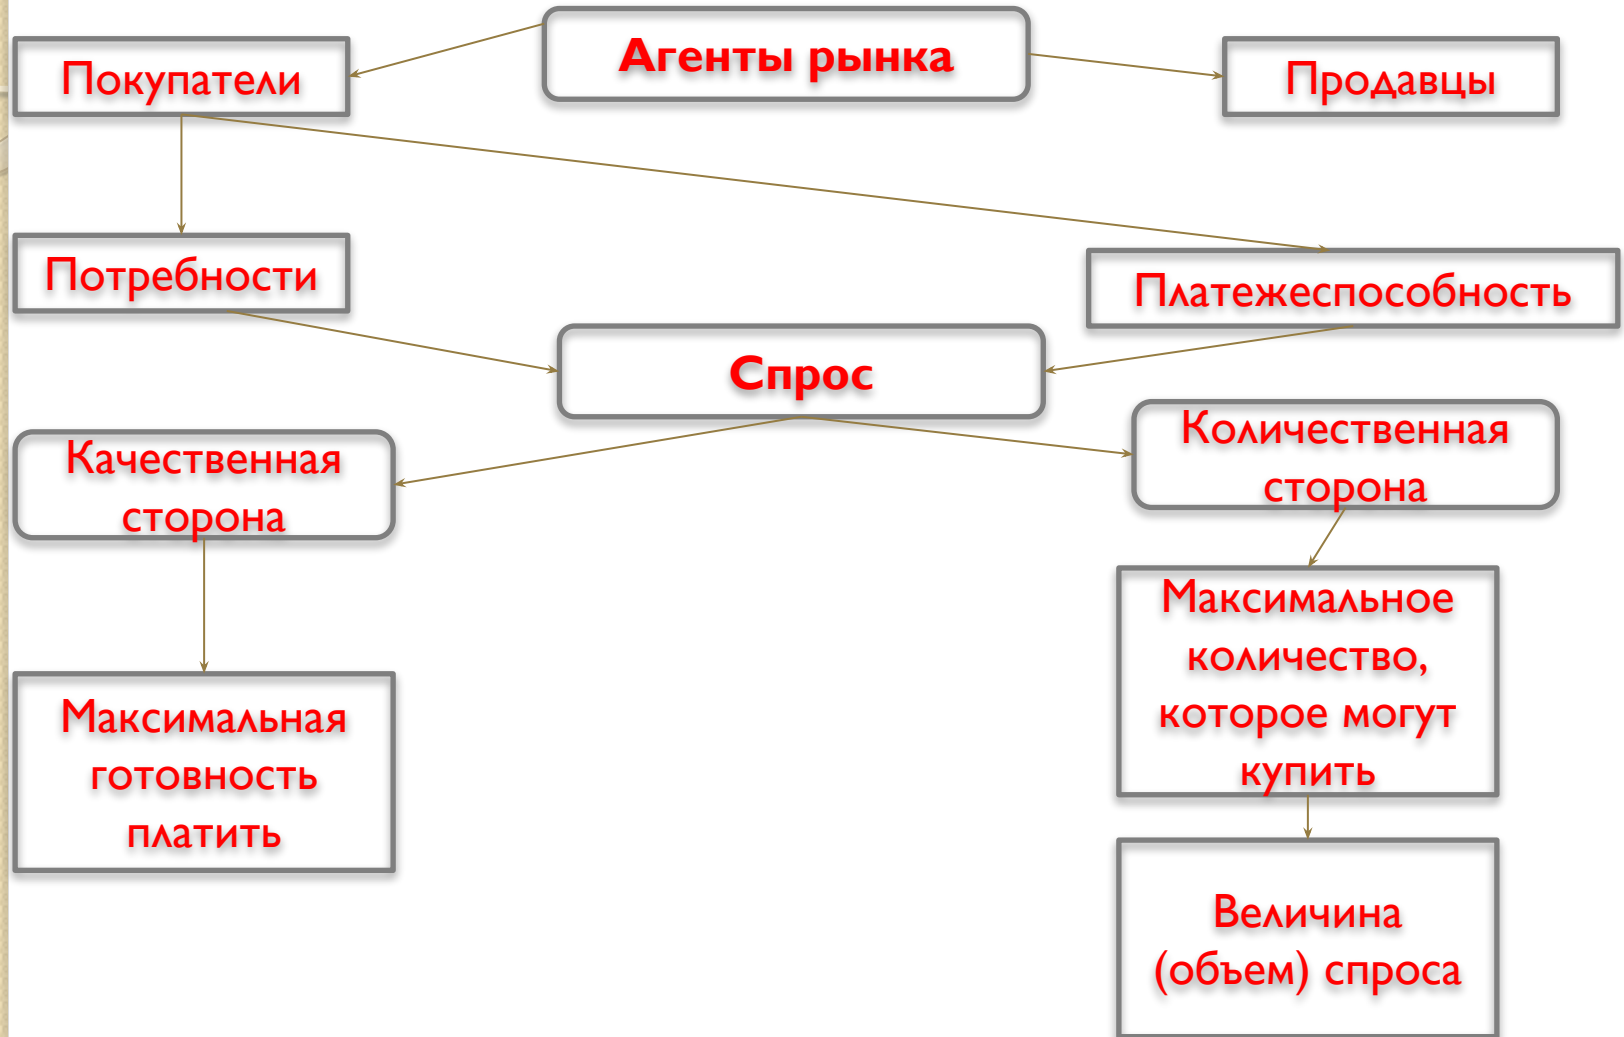 Агенты рынка
Покупатели
Продавцы
Потребности
Платежеспособность
Спрос
Качественная
сторона
Количественная
сторона
Максимальная
готовность
платить
Максимальное
количество,
которое могут
купить
Величина
(объем) спроса